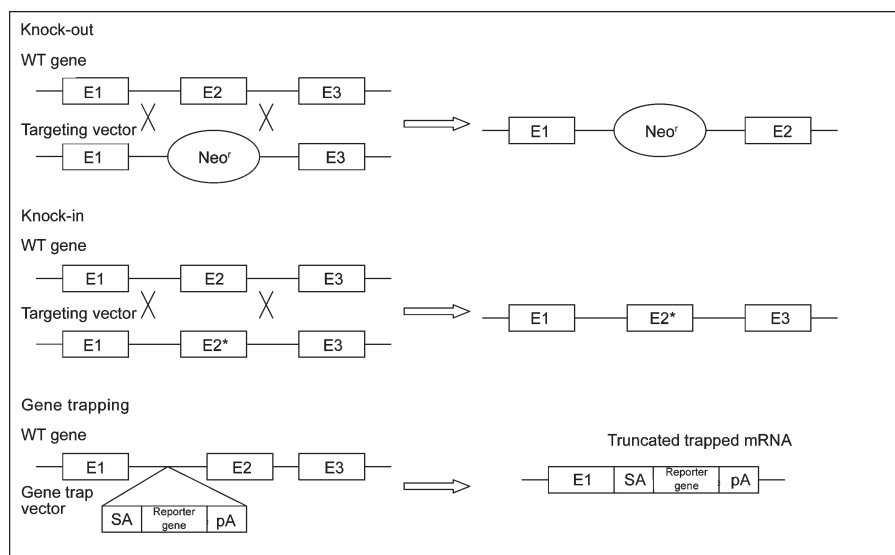 Knock-out
WT gene
E1 E2 E3
Targeting vector
E1 Neoʳ E3
E1 Neoʳ E2
Knock-in
WT gene
E1 E2 E3
Targeting vector
E1 E2* E3
E1 E2* E3
Gene trapping
WT gene
E1 E2 E3
Gene trap
vector
SA Reporter
gene pA
Truncated trapped mRNA
E1 SA Reporter
gene pA